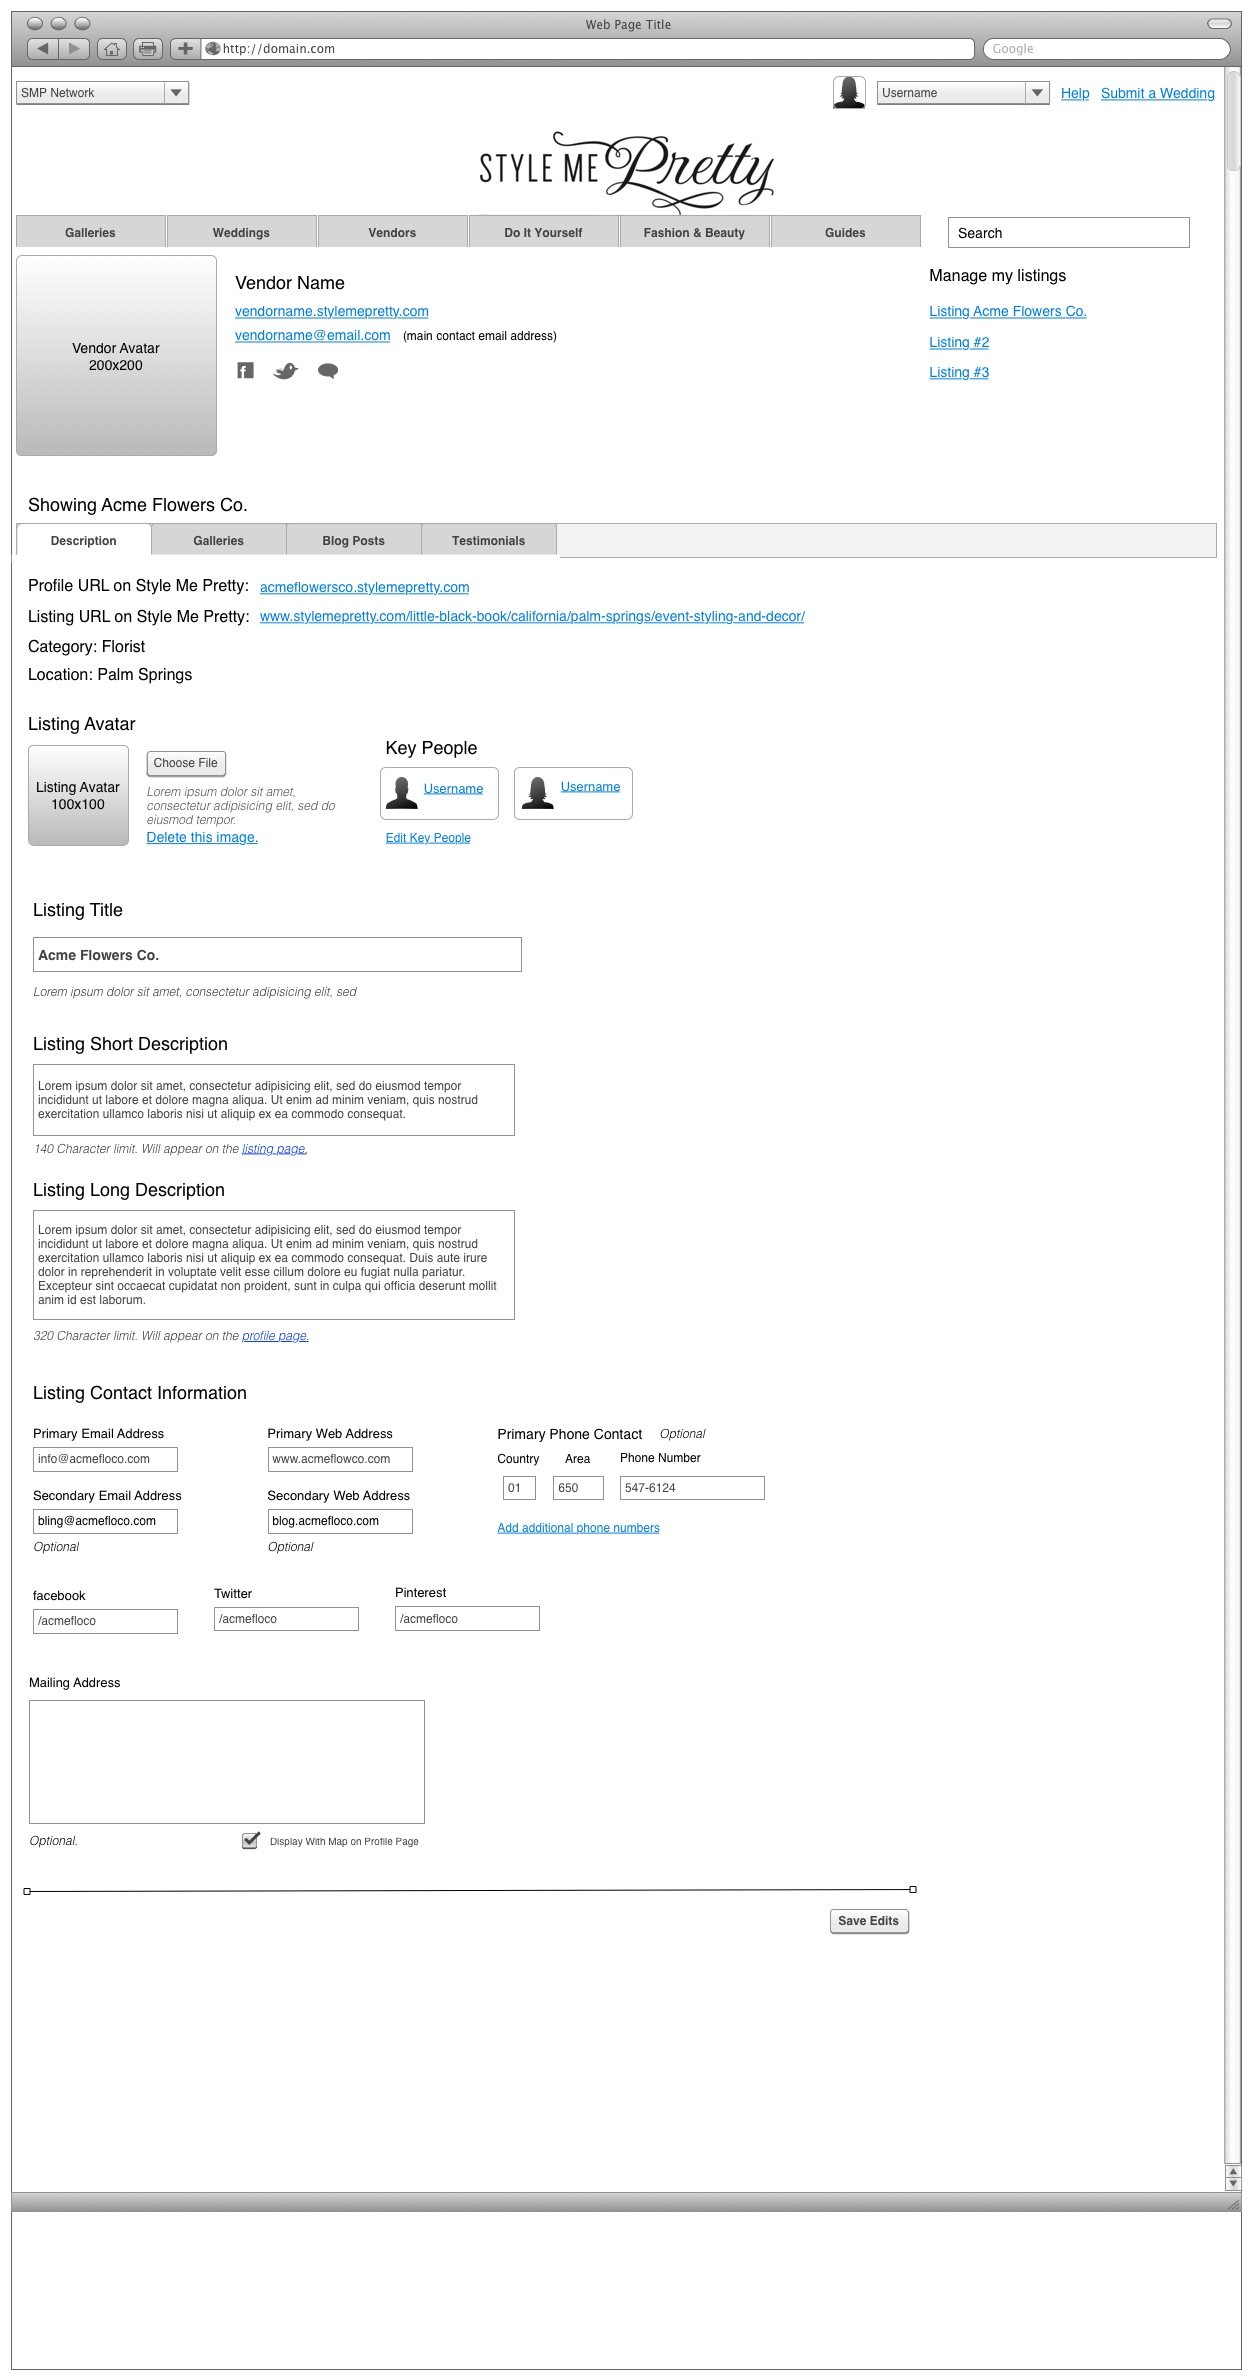 Web Page Title
http://domain.com
Google
SMP Network
Username
Help
Submit a Wedding
STYLE ME Pretty
Galleries
Weddings
Vendors
Do It Yourself
Fashion & Beauty
Guides
Search
Vendor Avatar
200x200
Vendor Name
vendorname.stylemepretty.com
vendorname@email.com (main contact email address)
Manage my listings
Listing Acme Flowers Co.
Listing #2
Listing #3
Showing Acme Flowers Co.
Description
Galleries
Blog Posts
Testimonials
Profile URL on Style Me Pretty: acmeflowersco.stylemepretty.com
Listing URL on Style Me Pretty: www.stylemepretty.com/little-black-book/california/palm-springs/event-styling-and-decor/
Category: Florist
Location: Palm Springs
Listing Avatar
Listing Avatar
100x100
Choose File
Lorem ipsum dolor sit amet,
consectetur adipisicing elit, sed do
eiusmod tempor.
Delete this image.
Key People
Username
Username
Edit Key People
Listing Title
Acme Flowers Co.
Lorem ipsum dolor sit amet, consectetur adipisicing elit, sed
Listing Short Description
Lorem ipsum dolor sit amet, consectetur adipisicing elit, sed do eiusmod tempor
incididunt ut labore et dolore magna aliqua. Ut enim ad minim veniam, quis nostrud
exercitation ullamco laboris nisi ut aliquip ex ea commodo consequat.
140 Character limit. Will appear on the listing page.
Listing Long Description
Lorem ipsum dolor sit amet, consectetur adipisicing elit, sed do eiusmod tempor
incididunt ut labore et dolore magna aliqua. Ut enim ad minim veniam, quis nostrud
exercitation ullamco laboris nisi ut aliquip ex ea commodo consequat. Duis aute irure
dolor in reprehenderit in voluptate velit esse cillum dolore eu fugiat nulla pariatur.
Excepteur sint occaecat cupidatat non proident, sunt in culpa qui officia deserunt mollit
anim id est laborum.
320 Character limit. Will appear on the profile page.
Listing Contact Information
Primary Email Address
info@acmefloco.com
Secondary Email Address
bling@acmefloco.com
Optional
Primary Web Address
www.acmeflowco.com
Secondary Web Address
blog.acmefloco.com
Optional
Primary Phone Contact Optional
Country Area Phone Number
01 650 547-6124
Add additional phone numbers
facebook
/acmefloco
Twitter
/acmefloco
Pinterest
/acmefloco
Mailing Address
Optional.
Display With Map on Profile Page
Save Edits